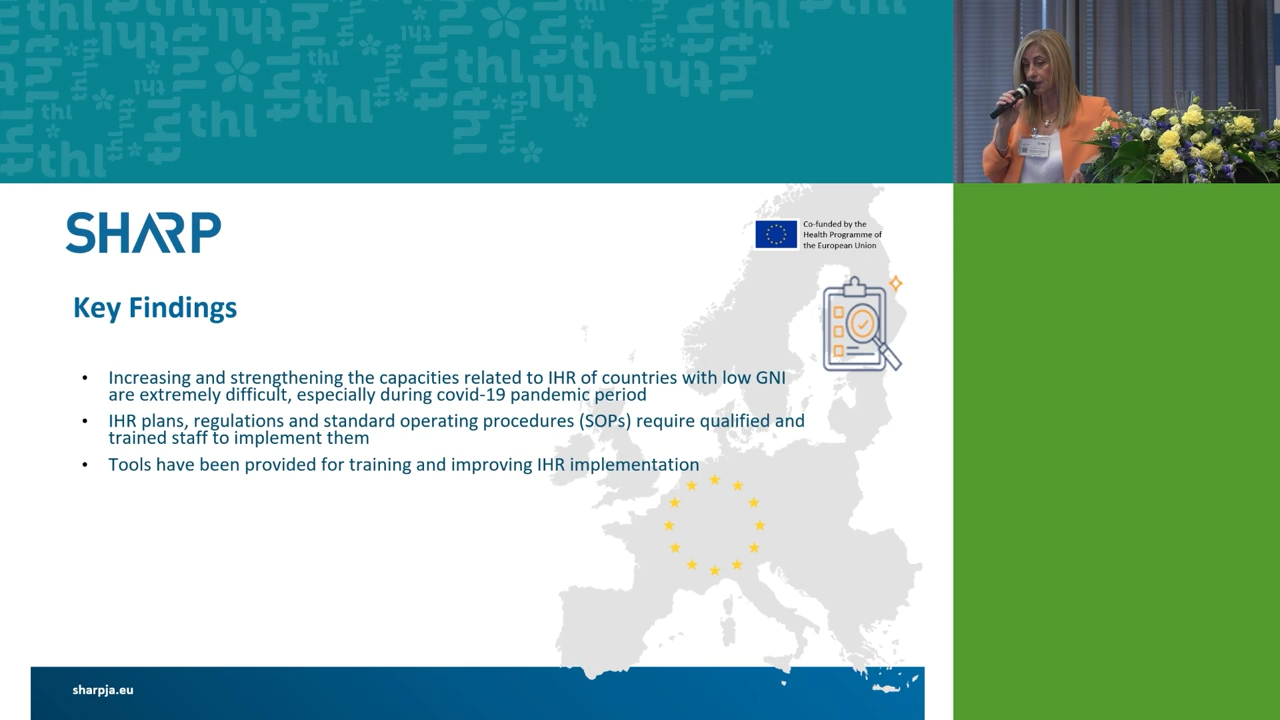 thl
SHARP
Co-funded by the
Health Programme of
the European Union
Key Findings
• Increasing and strengthening the capacities related to IHR of countries with low GNI
are extremely difficult, especially during covid-19 pandemic period
• IHR plans, regulations and standard operating procedures (SOPs) require qualified and
trained staff to implement them
• Tools have been provided for training and improving IHR implementation
sharpja.eu